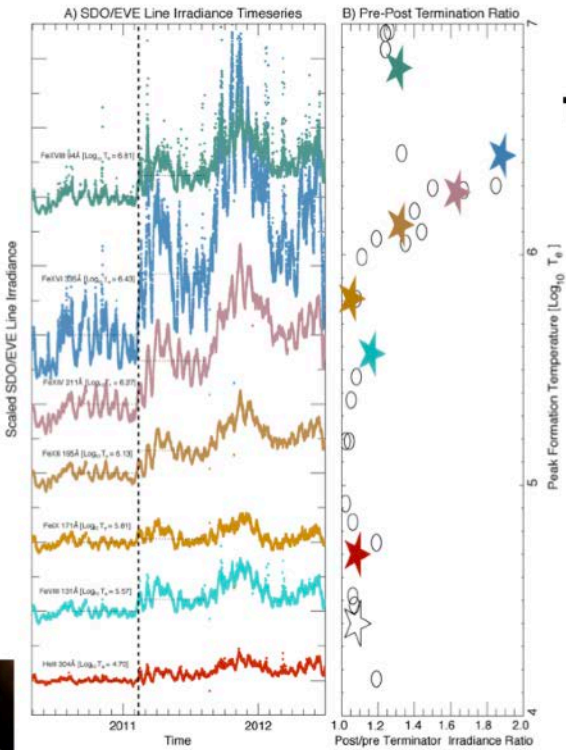 A) SDO/EVE Line Irradiance Timeseries
B) Pre-Post Termination Ratio
Scaled SDO/EVE Line Irradiance
FeXVIII 94Å [Log₁₀ Tₑ = 6.81]
FeXVI 335Å [Log₁₀ Tₑ = 6.43]
FeXIV 211Å [Log₁₀ Tₑ = 6.27]
FeXII 195Å [Log₁₀ Tₑ = 6.13]
FeIX 171Å [Log₁₀ Tₑ = 5.81]
FeVIII 131Å [Log₁₀ Tₑ = 5.57]
HeII 304Å [Log₁₀ Tₑ = 4.70]
2011 2012
Time
7
6
5
4
Peak Formation Temperature [Log₁₀ Tₑ]
1.0 1.2 1.4 1.6 1.8 2.0
Post/pre Terminator Irradiance Ratio